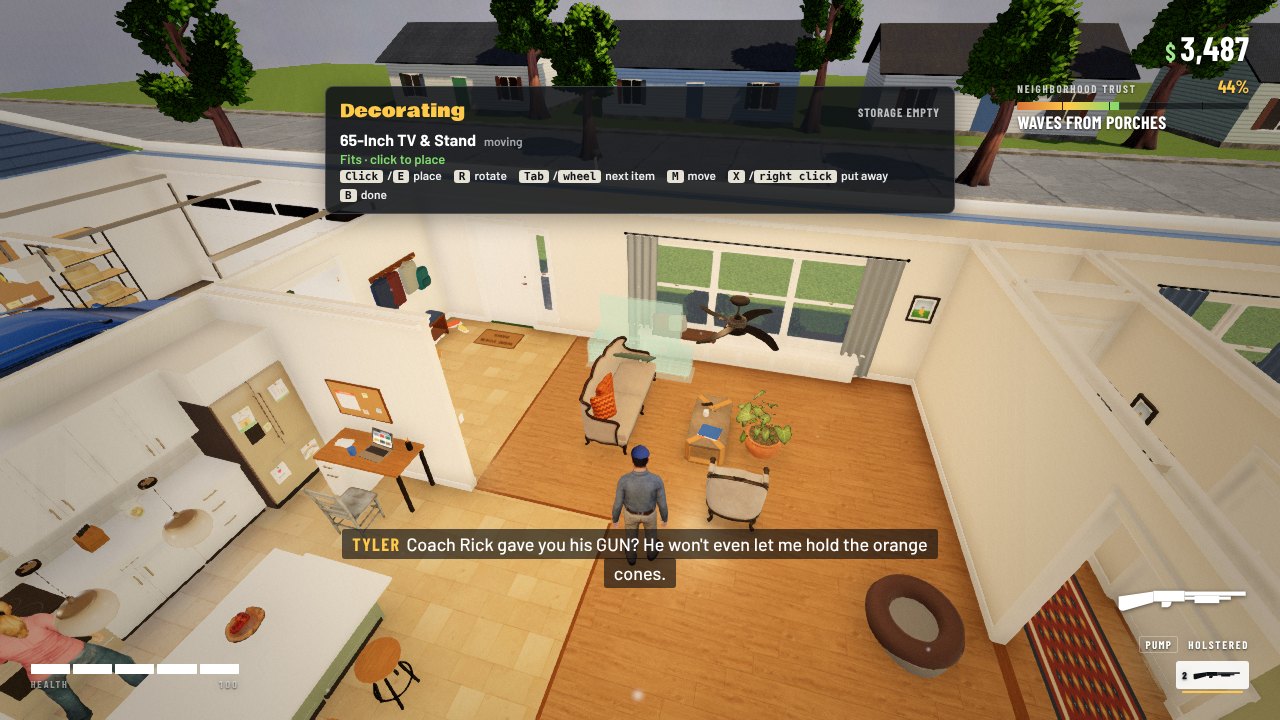 Decorating
STORAGE EMPTY
65-Inch TV & Stand moving
Fits · click to place
Click / E place R rotate Tab / wheel next item M move X / right click put away
B done
$ 3,487
NEIGHBORHOOD TRUST 44%
WAVES FROM PORCHES
TYLER Coach Rick gave you his GUN? He won't even let me hold the orange
cones.
HEALTH 100
PUMP HOLSTERED
2